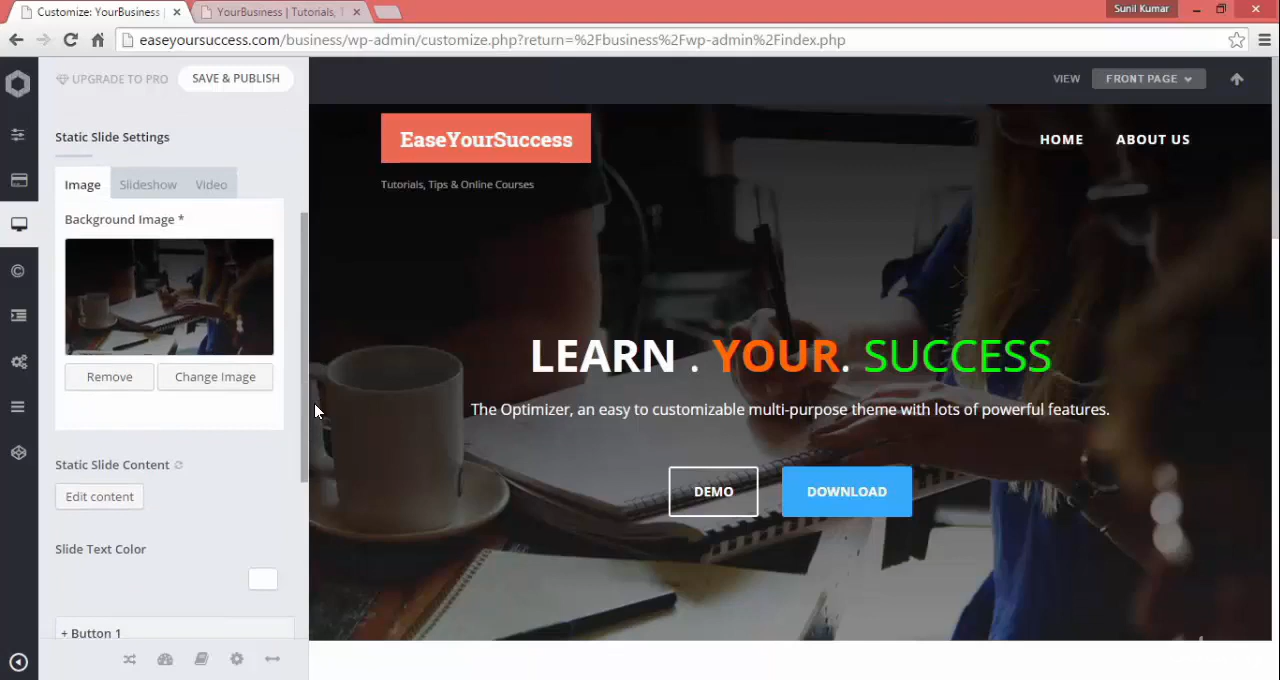 Customize: YourBusiness |
YourBusiness | Tutorials,
Sunil Kumar
easeyoursuccess.com/business/wp-admin/customize.php?return=%2Fbusiness%2Fwp-admin%2Findex.php
UPGRADE TO PRO
SAVE & PUBLISH
VIEW
FRONT PAGE
Static Slide Settings
Image
Slideshow
Video
Background Image *
Remove
Change Image
Static Slide Content
Edit content
Slide Text Color
+ Button 1
EaseYourSuccess
Tutorials, Tips & Online Courses
HOME
ABOUT US
LEARN . YOUR. SUCCESS
The Optimizer, an easy to customizable multi-purpose theme with lots of powerful features.
DEMO
DOWNLOAD